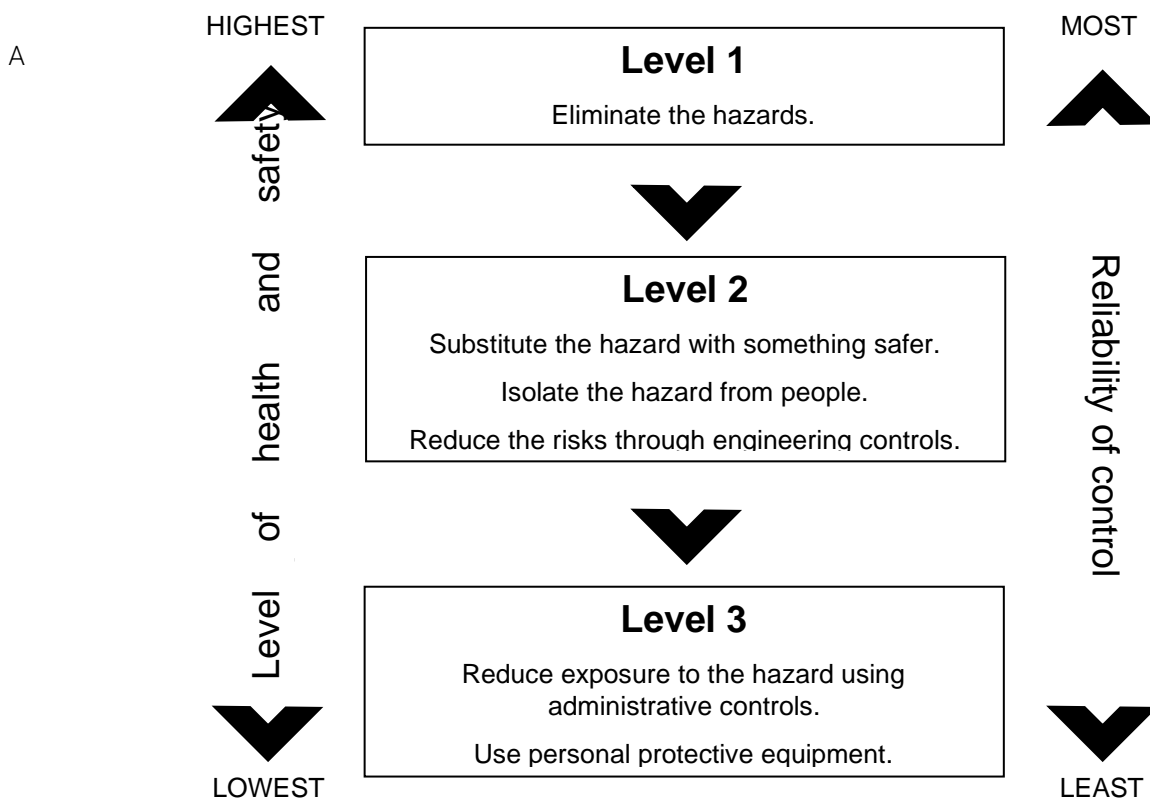 A
HIGHEST
MOST
Level of health and safety
Level 1
Eliminate the hazards.
Level 2
Substitute the hazard with something safer.
Isolate the hazard from people.
Reduce the risks through engineering controls.
Level 3
Reduce exposure to the hazard using
administrative controls.
Use personal protective equipment.
Reliability of control
LOWEST
LEAST